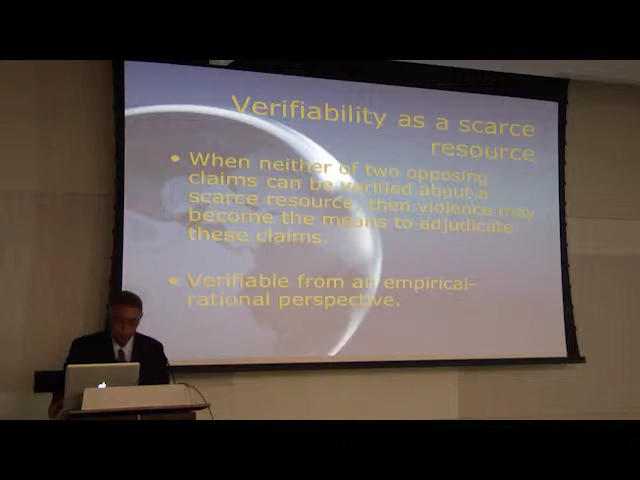 Verifiability as a scarce
resource
• When neither of two opposing
claims can be verified about a
scarce resource, then violence may
become the means to adjudicate
these claims.
• Verifiable from an empirical-
rational perspective.